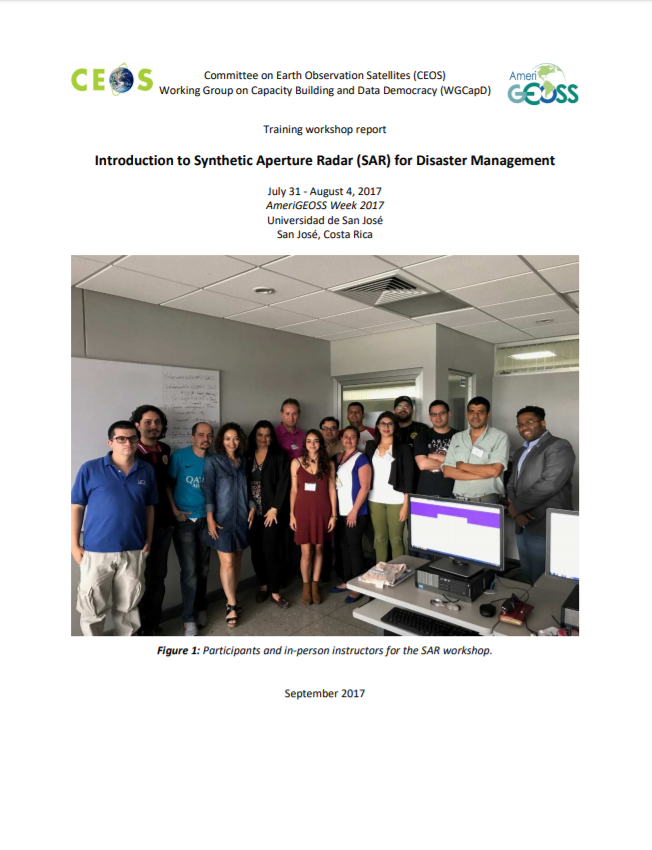 CEOS
Committee on Earth Observation Satellites (CEOS)
Working Group on Capacity Building and Data Democracy (WGCapD)
Ameri
GEOSS
Training workshop report
Introduction to Synthetic Aperture Radar (SAR) for Disaster Management
July 31 - August 4, 2017
AmeriGEOSS Week 2017
Universidad de San José
San José, Costa Rica
Figure 1: Participants and in-person instructors for the SAR workshop.
September 2017